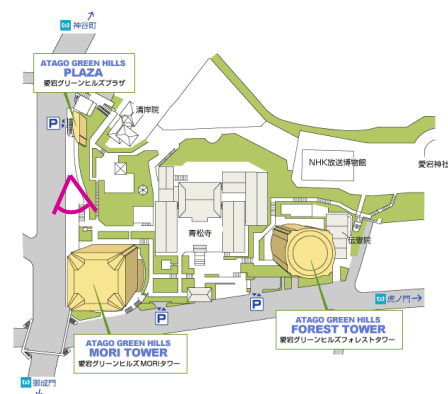 神谷町
ATAGO GREEN HILLS
PLAZA
愛宕グリーンヒルズプラザ
P
清岸院
NHK放送博物館
愛宕神社
青松寺
伝叟院
虎ノ門
P
P
ATAGO GREEN HILLS
MORI TOWER
愛宕グリーンヒルズMORIタワー
ATAGO GREEN HILLS
FOREST TOWER
愛宕グリーンヒルズフォレストタワー
御成門